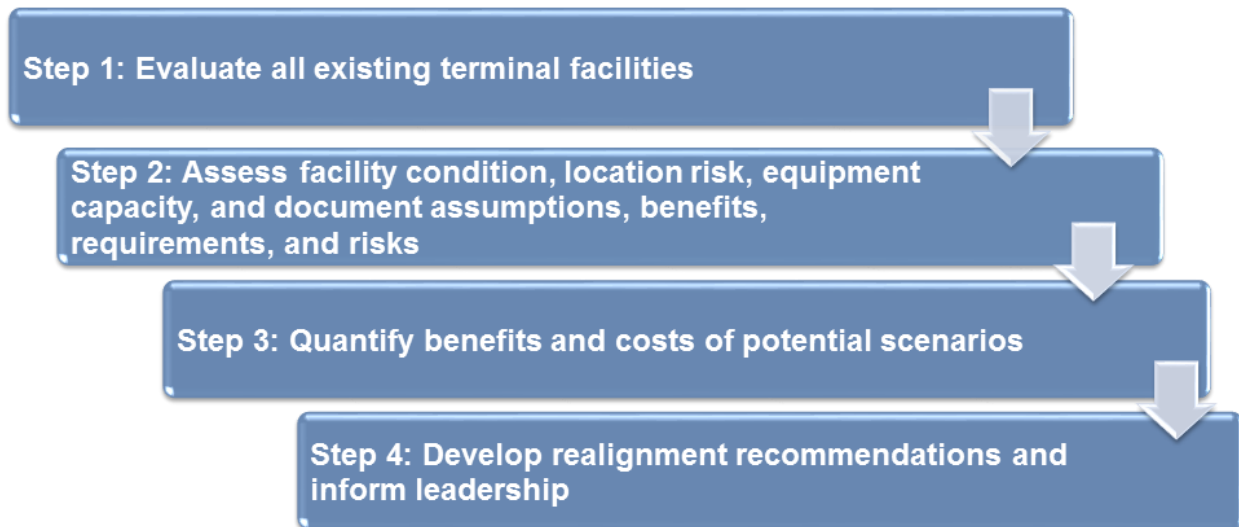 Step 1: Evaluate all existing terminal facilities
Step 2: Assess facility condition, location risk, equipment
capacity, and document assumptions, benefits,
requirements, and risks
Step 3: Quantify benefits and costs of potential scenarios
Step 4: Develop realignment recommendations and
inform leadership